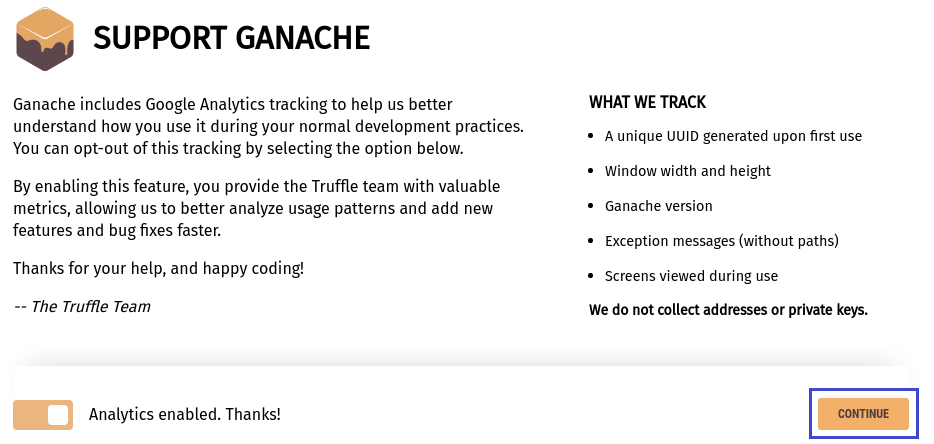 SUPPORT GANACHE
Ganache includes Google Analytics tracking to help us better
understand how you use it during your normal development practices.
You can opt-out of this tracking by selecting the option below.
By enabling this feature, you provide the Truffle team with valuable
metrics, allowing us to better analyze usage patterns and add new
features and bug fixes faster.
Thanks for your help, and happy coding!
-- The Truffle Team
WHAT WE TRACK
• A unique UUID generated upon first use
• Window width and height
• Ganache version
• Exception messages (without paths)
• Screens viewed during use
We do not collect addresses or private keys.
Analytics enabled. Thanks!
CONTINUE